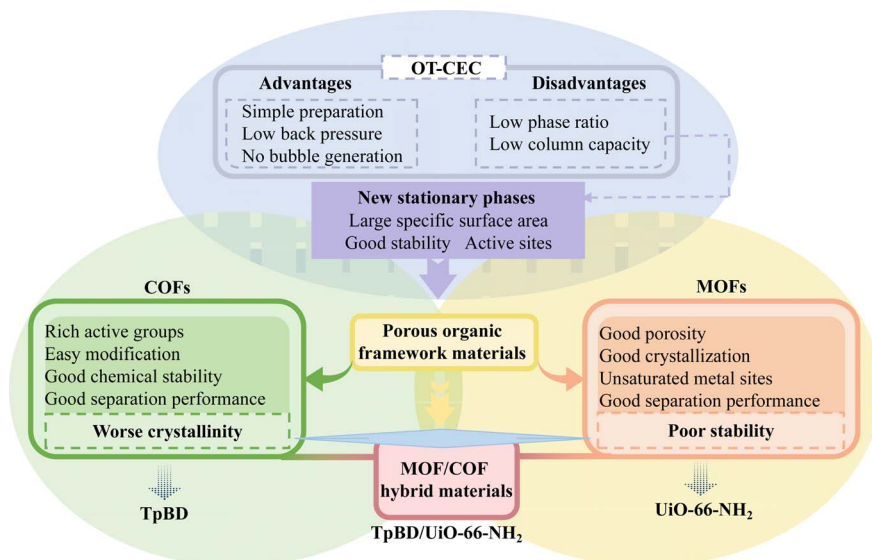 OT-CEC
Advantages
Simple preparation
Low back pressure
No bubble generation
Disadvantages
Low phase ratio
Low column capacity
New stationary phases
Large specific surface area
Good stability Active sites
COFs
Rich active groups
Easy modification
Good chemical stability
Good separation performance
Worse crystallinity
TpBD
Porous organic
framework materials
MOFs
Good porosity
Good crystallization
Unsaturated metal sites
Good separation performance
Poor stability
UiO-66-NH₂
MOF/COF
hybrid materials
TpBD/UiO-66-NH₂